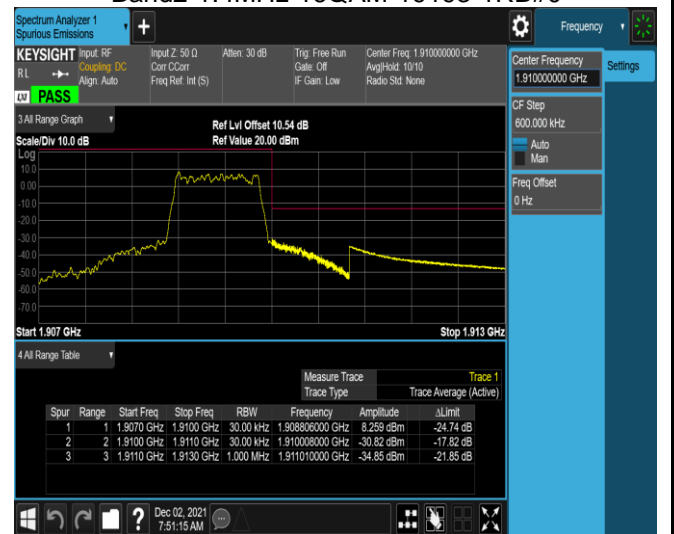 Spectrum Analyzer 1
Spurious Emissions
Frequency
KEYSIGHT
Input: RF
Coupling: DC
Align: Auto
Input Z: 50 Ω
Corr CCorr
Freq Ref: Int (S)
Atten: 30 dB
Trig: Free Run
Gate: Off
IF Gain: Low
Center Freq: 1.910000000 GHz
Avg|Hold: 10/10
Radio Std: None
R L
LXI PASS
3 All Range Graph
Ref Lvl Offset 10.54 dB
Scale/Div 10.0 dB
Ref Value 20.00 dBm
Log
10.0
0.00
-10.0
-20.0
-30.0
-40.0
-50.0
-60.0
-70.0
Start 1.907 GHz
Stop 1.913 GHz
4 All Range Table
Measure Trace Trace 1
Trace Type Trace Average (Active)
Spur Range Start Freq Stop Freq RBW Frequency Amplitude ΔLimit
1 1 1.9070 GHz 1.9100 GHz 30.00 kHz 1.908806000 GHz 8.259 dBm -24.74 dB
2 2 1.9100 GHz 1.9110 GHz 30.00 kHz 1.910008000 GHz -30.82 dBm -17.82 dB
3 3 1.9110 GHz 1.9130 GHz 1.000 MHz 1.911010000 GHz -34.85 dBm -21.85 dB
Dec 02, 2021
7:51:15 AM
Center Frequency
1.910000000 GHz
Settings
CF Step
600.000 kHz
Auto
Man
Freq Offset
0 Hz